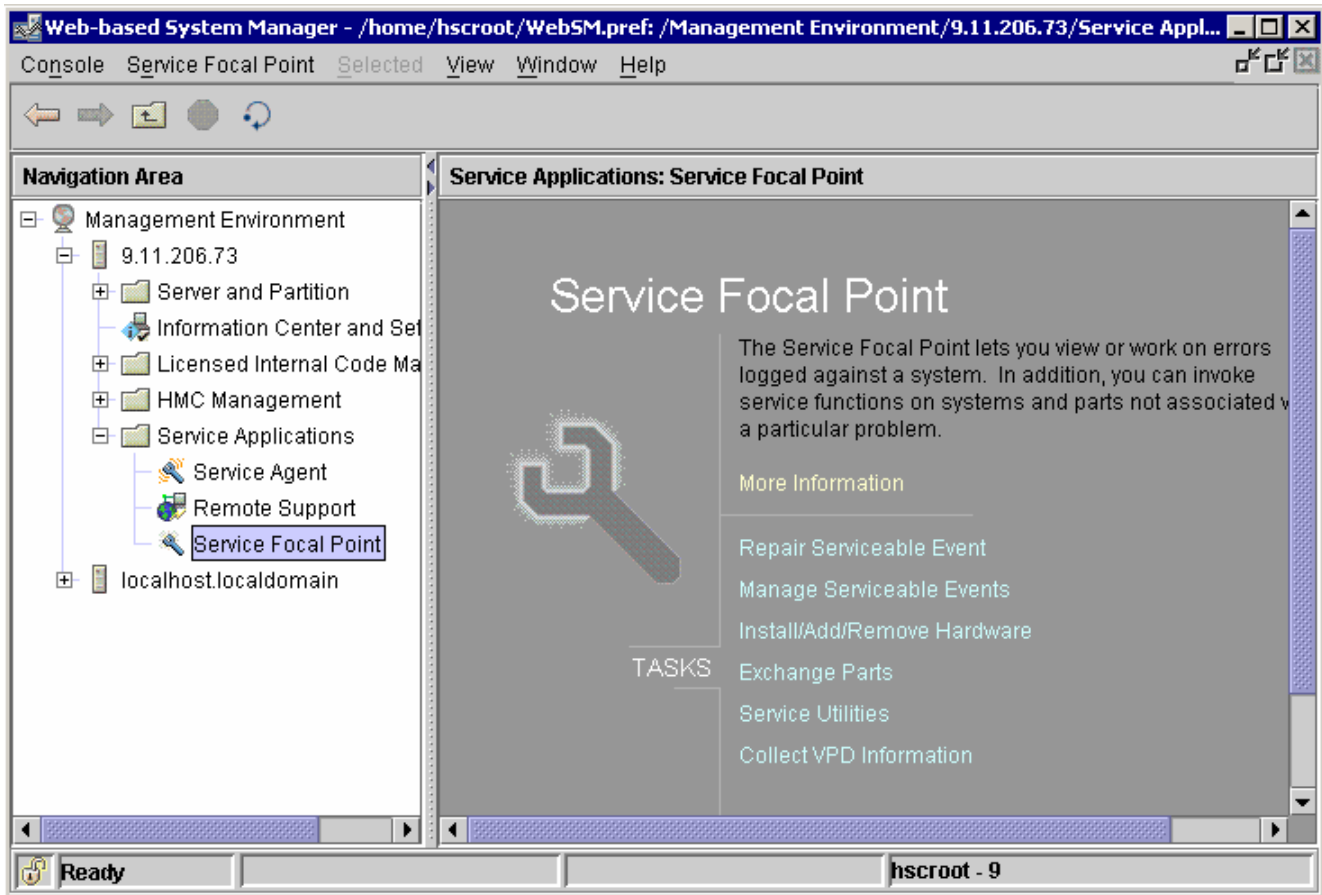 Web-based System Manager - /home/hscroot/WebSM.pref: /Management Environment/9.11.206.73/Service Appl...
Console Service Focal Point Selected View Window Help
Navigation Area
Management Environment
9.11.206.73
Server and Partition
Information Center and Set
Licensed Internal Code Ma
HMC Management
Service Applications
Service Agent
Remote Support
Service Focal Point
localhost.localdomain
Service Applications: Service Focal Point
Service Focal Point
The Service Focal Point lets you view or work on errors
logged against a system. In addition, you can invoke
service functions on systems and parts not associated w
a particular problem.
More Information
TASKS
Repair Serviceable Event
Manage Serviceable Events
Install/Add/Remove Hardware
Exchange Parts
Service Utilities
Collect VPD Information
Ready
hscroot - 9